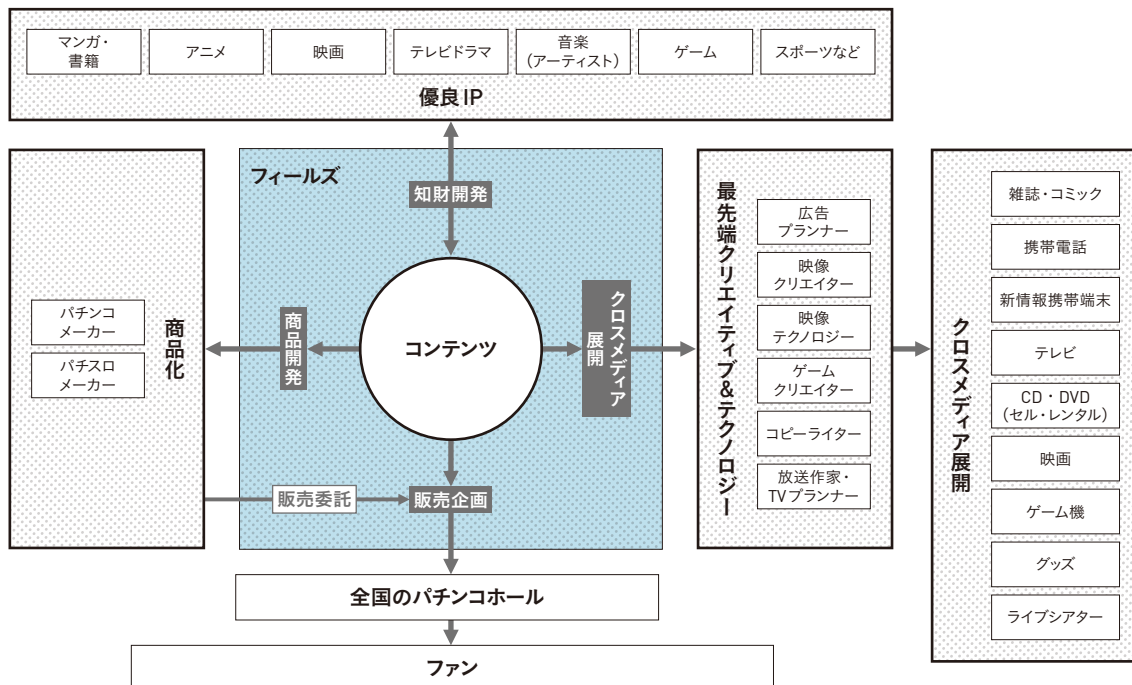 マンガ・
書籍
アニメ
映画
テレビドラマ
音楽
（アーティスト）
ゲーム
スポーツなど
優良IP
フィールズ
知財開発
コンテンツ
商品開発
クロスメディア
展開
販売委託
販売企画
パチンコ
メーカー
パチスロ
メーカー
商品化
最先端クリエイティブ&テクノロジー
広告
プランナー
映像
クリエイター
映像
テクノロジー
ゲーム
クリエイター
コピーライター
放送作家・
TVプランナー
クロスメディア展開
雑誌・コミック
携帯電話
新情報携帯端末
テレビ
CD・DVD
（セル・レンタル）
映画
ゲーム機
グッズ
ライブシアター
全国のパチンコホール
ファン